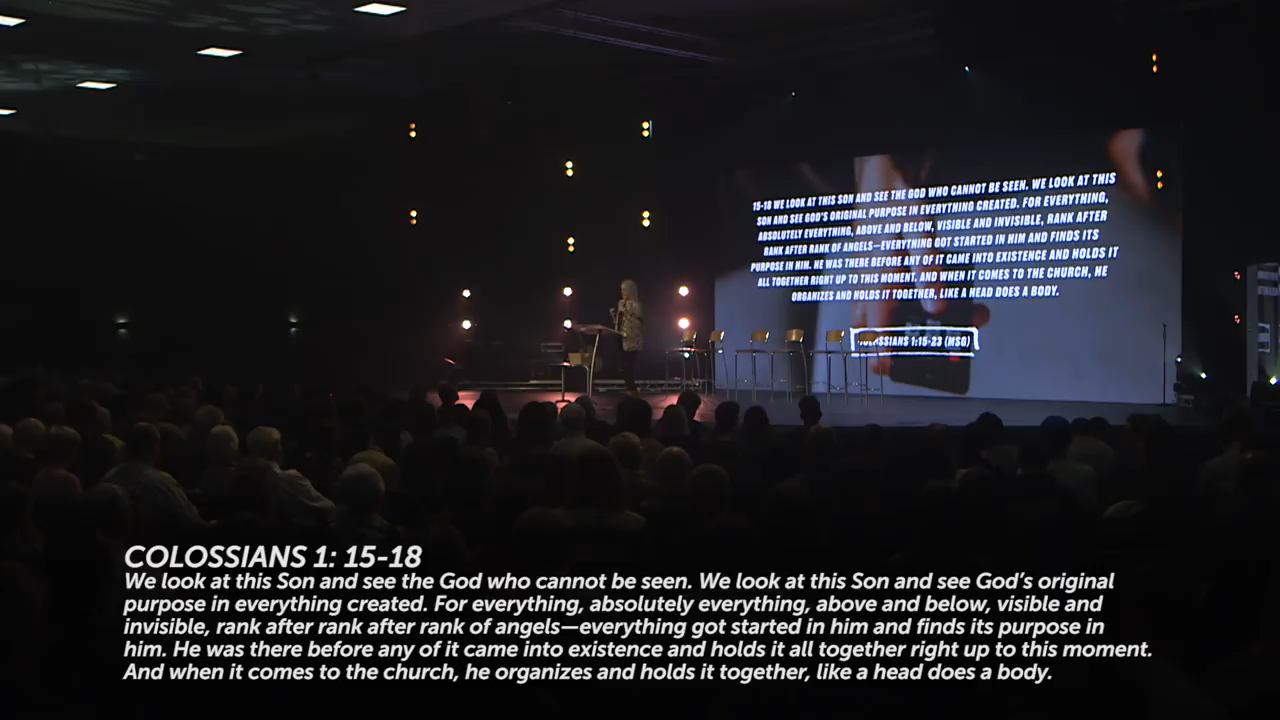 15-18 WE LOOK AT THIS SON AND SEE THE GOD WHO CANNOT BE SEEN. WE LOOK AT THIS
SON AND SEE GOD'S ORIGINAL PURPOSE IN EVERYTHING CREATED. FOR EVERYTHING,
ABSOLUTELY EVERYTHING, ABOVE AND BELOW, VISIBLE AND INVISIBLE, RANK AFTER
RANK AFTER RANK OF ANGELS—EVERYTHING GOT STARTED IN HIM AND FINDS ITS
PURPOSE IN HIM. HE WAS THERE BEFORE ANY OF IT CAME INTO EXISTENCE AND HOLDS IT
ALL TOGETHER RIGHT UP TO THIS MOMENT. AND WHEN IT COMES TO THE CHURCH, HE
ORGANIZES AND HOLDS IT TOGETHER, LIKE A HEAD DOES A BODY.
COLOSSIANS 1:15-23 (MSG)
COLOSSIANS 1: 15-18
We look at this Son and see the God who cannot be seen. We look at this Son and see God's original
purpose in everything created. For everything, absolutely everything, above and below, visible and
invisible, rank after rank after rank of angels—everything got started in him and finds its purpose in
him. He was there before any of it came into existence and holds it all together right up to this moment.
And when it comes to the church, he organizes and holds it together, like a head does a body.